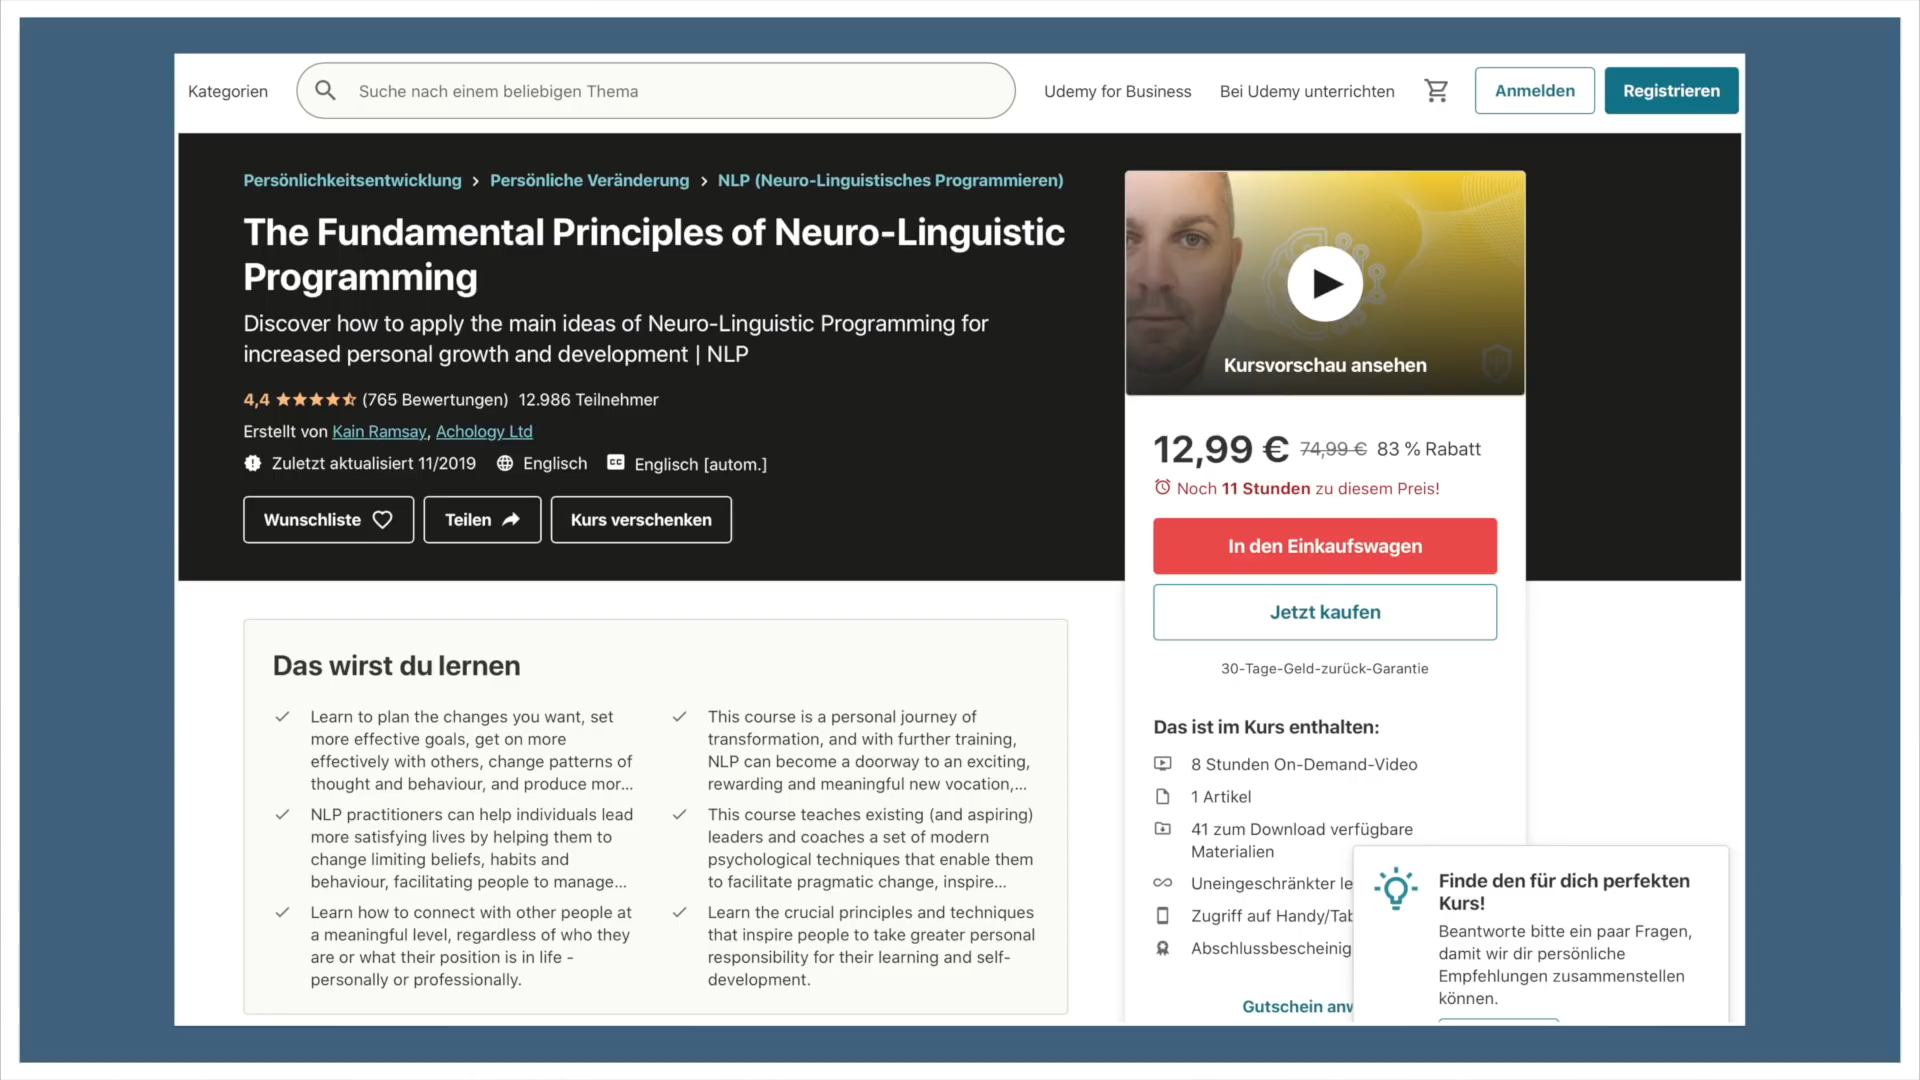 Kategorien
Suche nach einem beliebigen Thema
Udemy for Business
Bei Udemy unterrichten
Anmelden
Registrieren
Persönlichkeitsentwicklung > Persönliche Veränderung > NLP (Neuro-Linguistisches Programmieren)
The Fundamental Principles of Neuro-Linguistic
Programming
Discover how to apply the main ideas of Neuro-Linguistic Programming for
increased personal growth and development | NLP
4,4 (765 Bewertungen) 12.986 Teilnehmer
Erstellt von Kain Ramsay, Achology Ltd
Zuletzt aktualisiert 11/2019 Englisch CC Englisch [autom.]
Wunschliste
Teilen
Kurs verschenken
Kursvorschau ansehen
12,99 € 74,99 € 83 % Rabatt
Noch 11 Stunden zu diesem Preis!
In den Einkaufswagen
Jetzt kaufen
30-Tage-Geld-zurück-Garantie
Das ist im Kurs enthalten:
8 Stunden On-Demand-Video
1 Artikel
41 zum Download verfügbare
Materialien
Uneingeschränkter le
Zugriff auf Handy/Tab
Abschlussbescheinig
Gutschein anw
Das wirst du lernen
Learn to plan the changes you want, set
more effective goals, get on more
effectively with others, change patterns of
thought and behaviour, and produce mor...
NLP practitioners can help individuals lead
more satisfying lives by helping them to
change limiting beliefs, habits and
behaviour, facilitating people to manage...
Learn how to connect with other people at
a meaningful level, regardless of who they
are or what their position is in life -
personally or professionally.
This course is a personal journey of
transformation, and with further training,
NLP can become a doorway to an exciting,
rewarding and meaningful new vocation,...
This course teaches existing (and aspiring)
leaders and coaches a set of modern
psychological techniques that enable them
to facilitate pragmatic change, inspire...
Learn the crucial principles and techniques
that inspire people to take greater personal
responsibility for their learning and self-
development.
Finde den für dich perfekten
Kurs!
Beantworte bitte ein paar Fragen,
damit wir dir persönliche
Empfehlungen zusammenstellen
können.